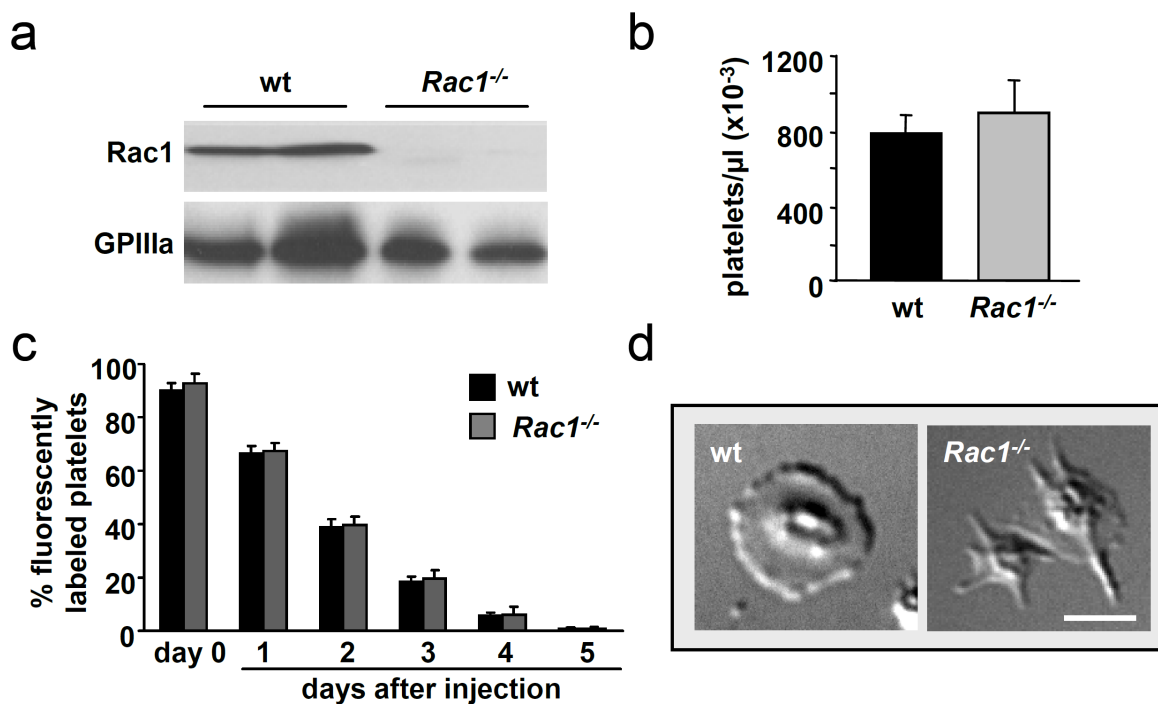 a
wt Rac1-/-
Rac1
GPIIIa
b
platelets/µl (x10-3)
1200
800
400
0
wt Rac1-/-
c
% fluorescently
labeled platelets
100
80
60
40
20
0
wt
Rac1-/-
day 0 1 2 3 4 5
days after injection
d
wt Rac1-/-